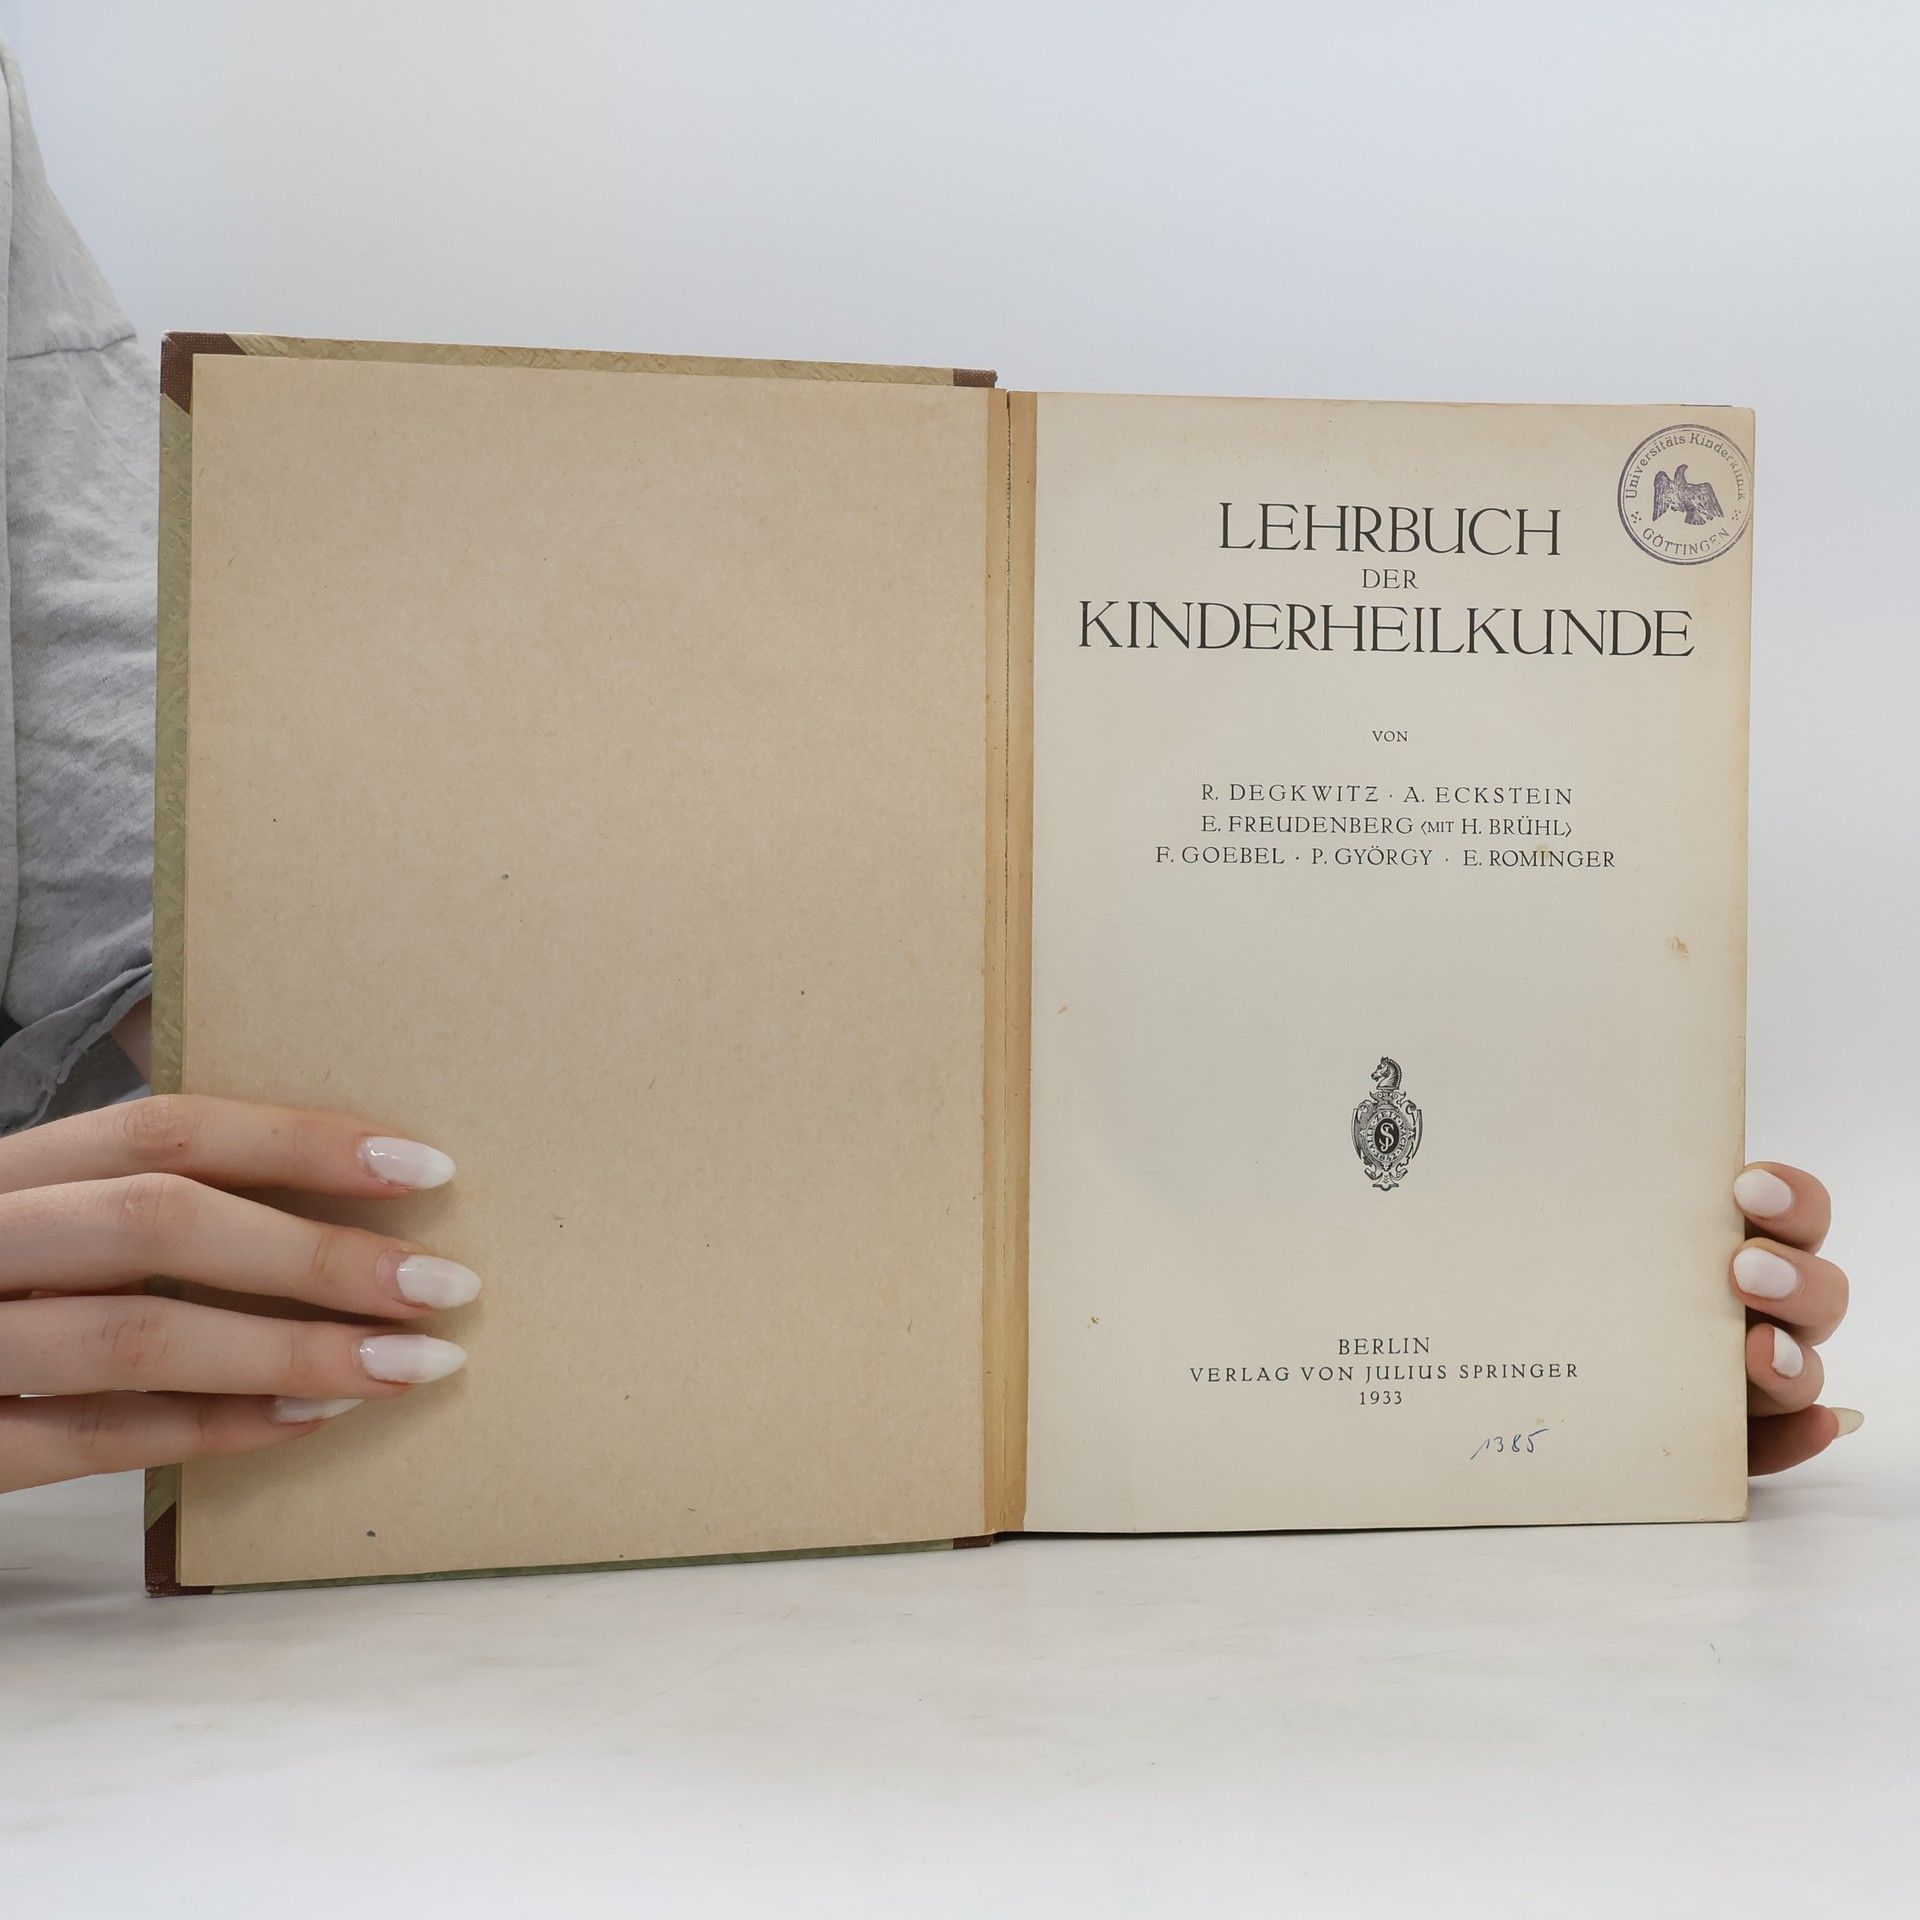 Universitäts Kinderklinik
GÖTTINGEN
LEHRBUCH
DER
KINDERHEILKUNDE
VON
R. DEGKWITZ · A. ECKSTEIN
E. FREUDENBERG ⟨MIT H. BRÜHL⟩
F. GOEBEL · P. GYÖRGY · E. ROMINGER
BERLIN
VERLAG VON JULIUS SPRINGER
1933
1385